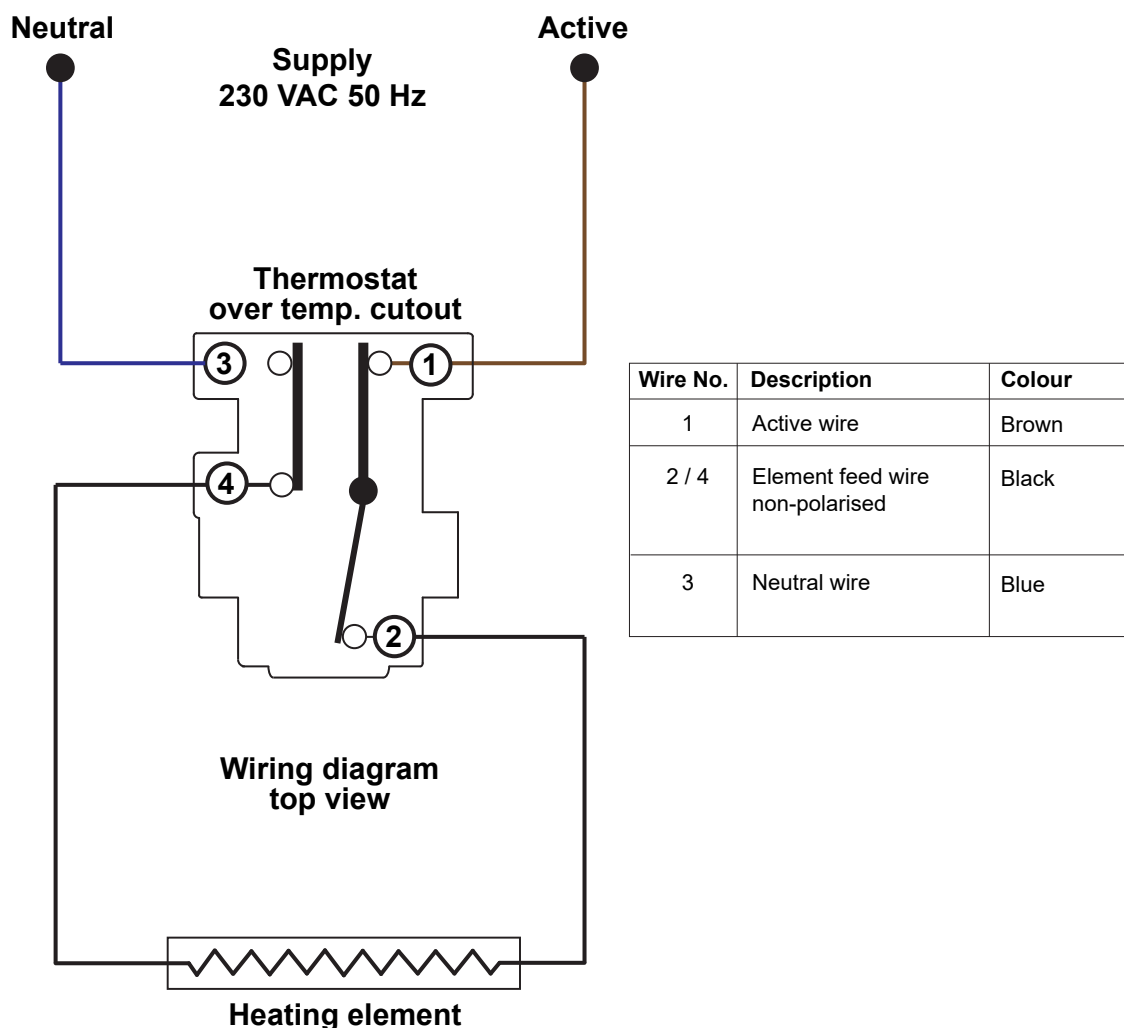 Neutral
Active
Supply
230 VAC 50 Hz
Thermostat
over temp. cutout
3
1
4
2
Wire No. Description Colour
1 Active wire Brown
2 / 4 Element feed wire Black
non-polarised
3 Neutral wire Blue
Wiring diagram
top view
Heating element